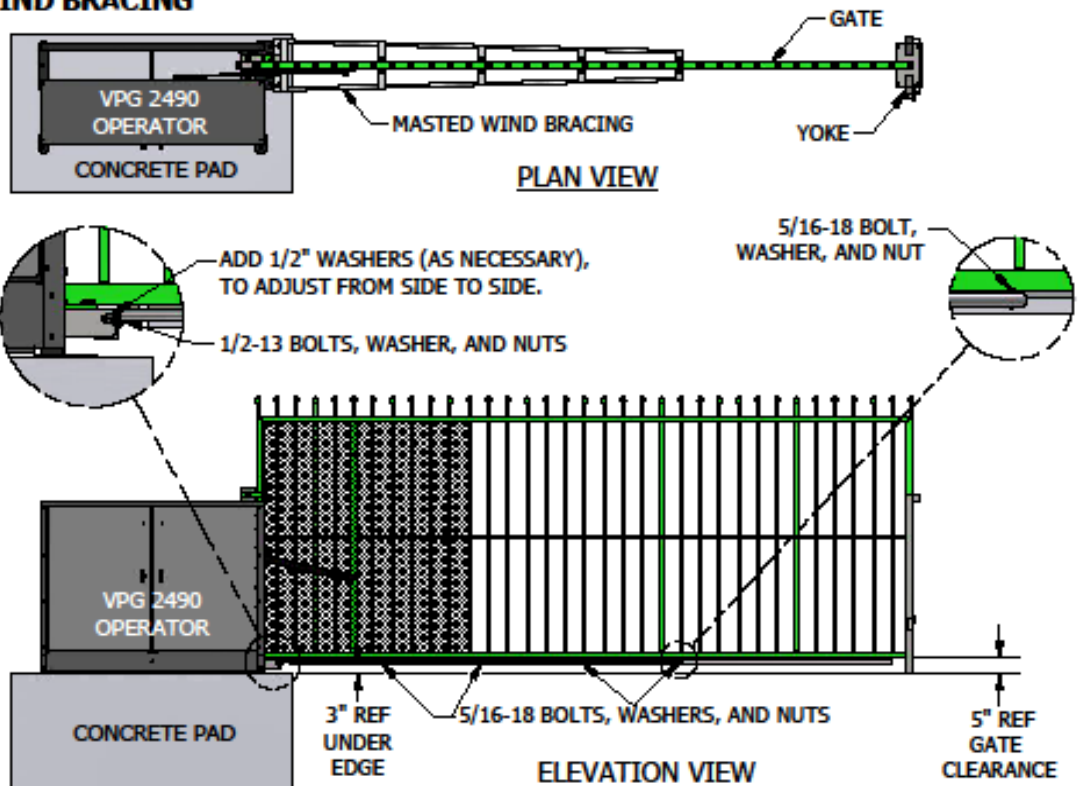 GATE
VPG 2490
OPERATOR
MASTED WIND BRACING
YOKE
CONCRETE PAD
PLAN VIEW
5/16-18 BOLT,
WASHER, AND NUT
ADD 1/2" WASHERS (AS NECESSARY),
TO ADJUST FROM SIDE TO SIDE.
1/2-13 BOLTS, WASHER, AND NUTS
VPG 2490
OPERATOR
CONCRETE PAD
3" REF
UNDER
EDGE
5/16-18 BOLTS, WASHERS, AND NUTS
5" REF
GATE
CLEARANCE
ELEVATION VIEW